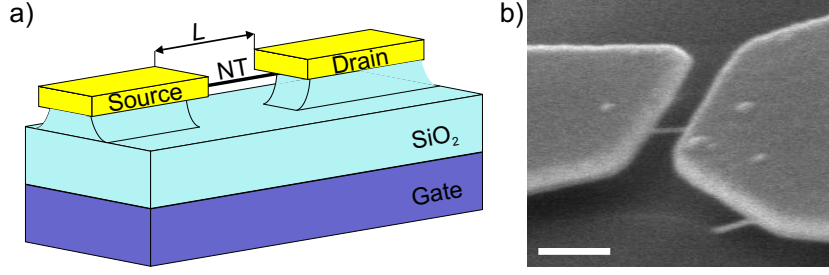 a)
L
NT
Source
Drain
SiO₂
Gate
b)